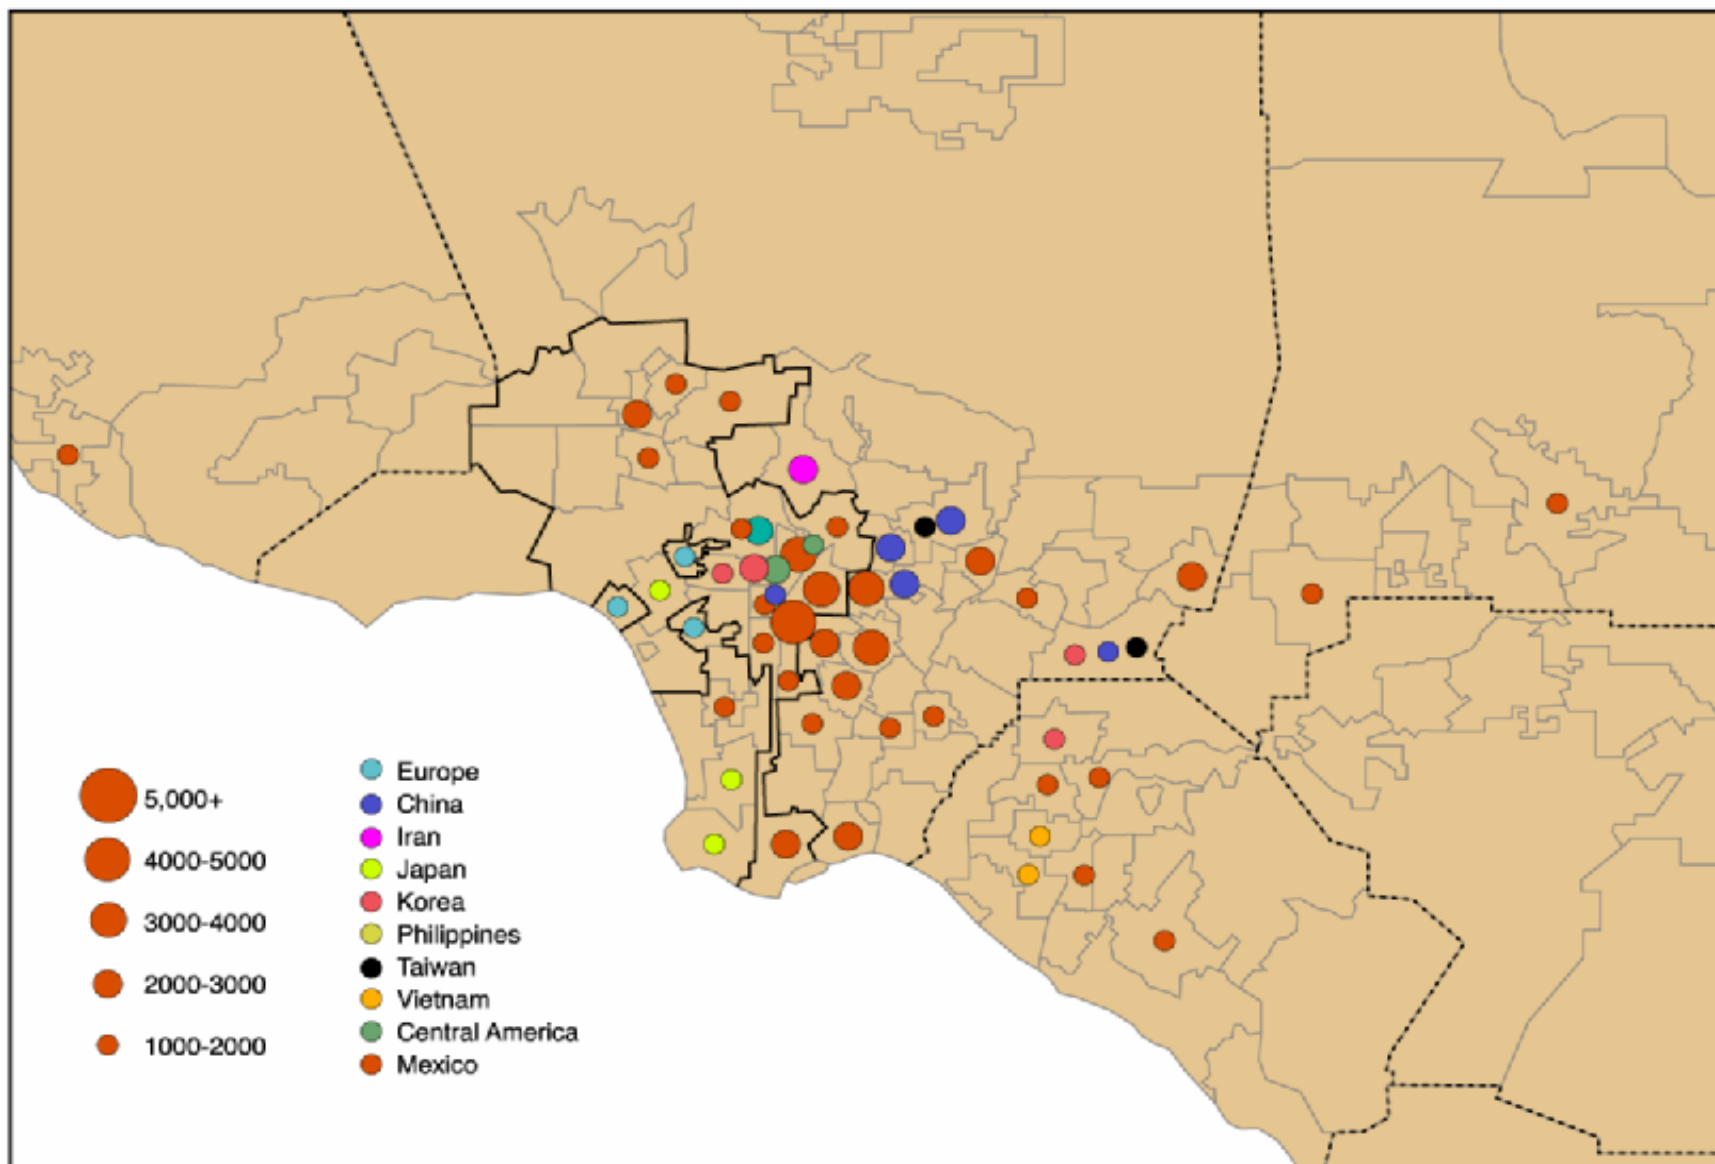 5,000+
4000-5000
3000-4000
2000-3000
1000-2000
Europe
China
Iran
Japan
Korea
Philippines
Taiwan
Vietnam
Central America
Mexico